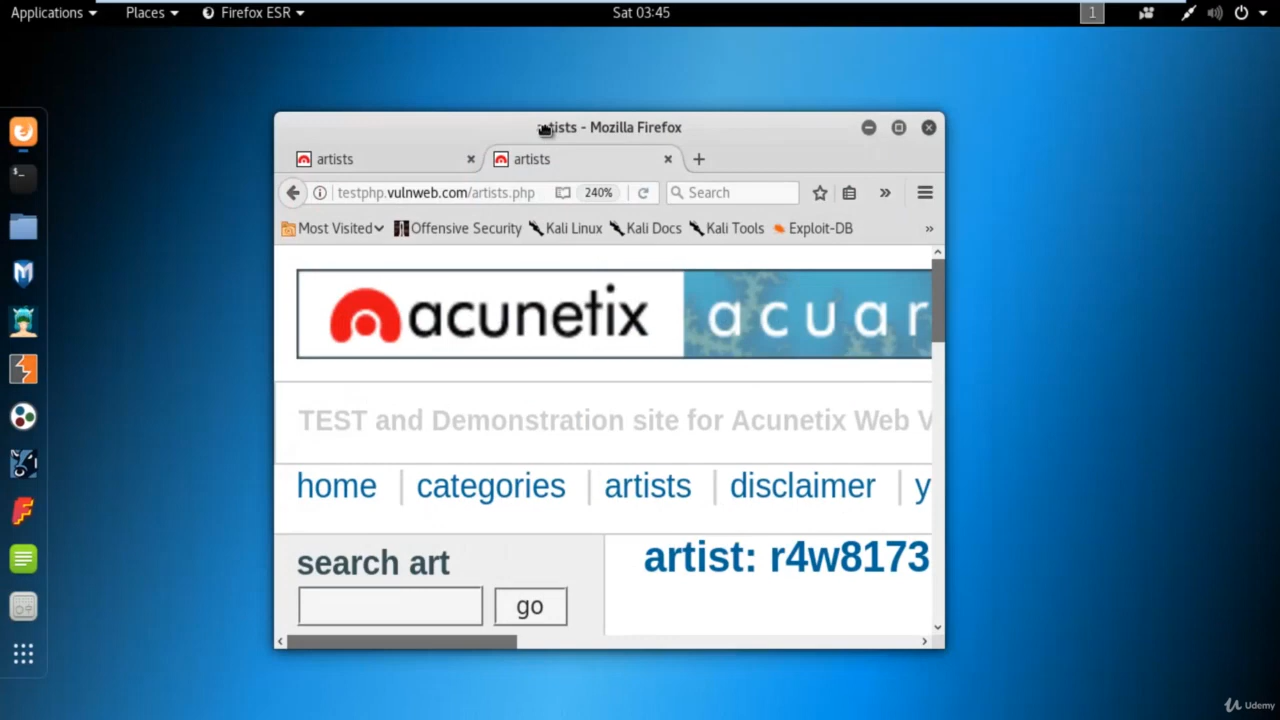 Applications Places Firefox ESR Sat 03:45 1
artists - Mozilla Firefox
artists artists
testphp.vulnweb.com/artists.php 240% Search
Most Visited Offensive Security Kali Linux Kali Docs Kali Tools Exploit-DB
acunetix acuar
TEST and Demonstration site for Acunetix Web V
home categories artists disclaimer y
search art
go
artist: r4w8173
Udemy